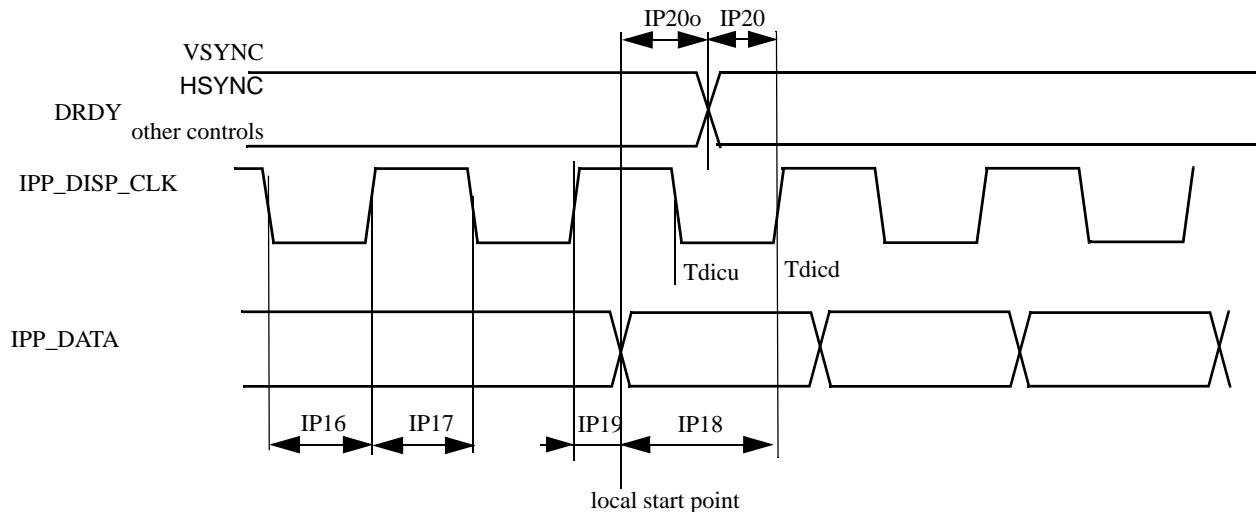 IP20o
IP20
VSYNC
HSYNC
DRDY
other controls
IPP_DISP_CLK
Tdicu
Tdicd
IPP_DATA
IP16
IP17
IP19
IP18
local start point